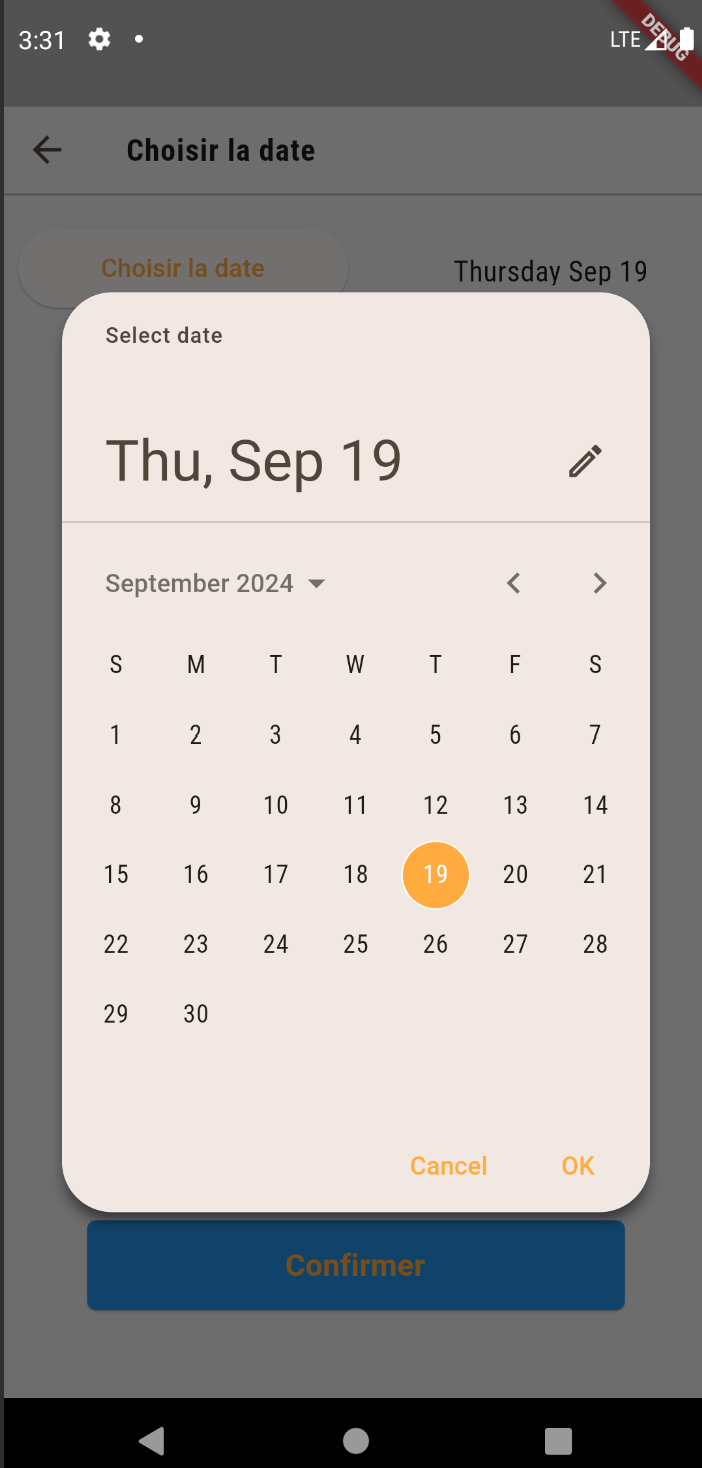 3:31 LTE DEBUG
Choisir la date
Choisir la date Thursday Sep 19
Select date
Thu, Sep 19
September 2024
S M T W T F S
1 2 3 4 5 6 7
8 9 10 11 12 13 14
15 16 17 18 19 20 21
22 23 24 25 26 27 28
29 30
Cancel OK
Confirmer